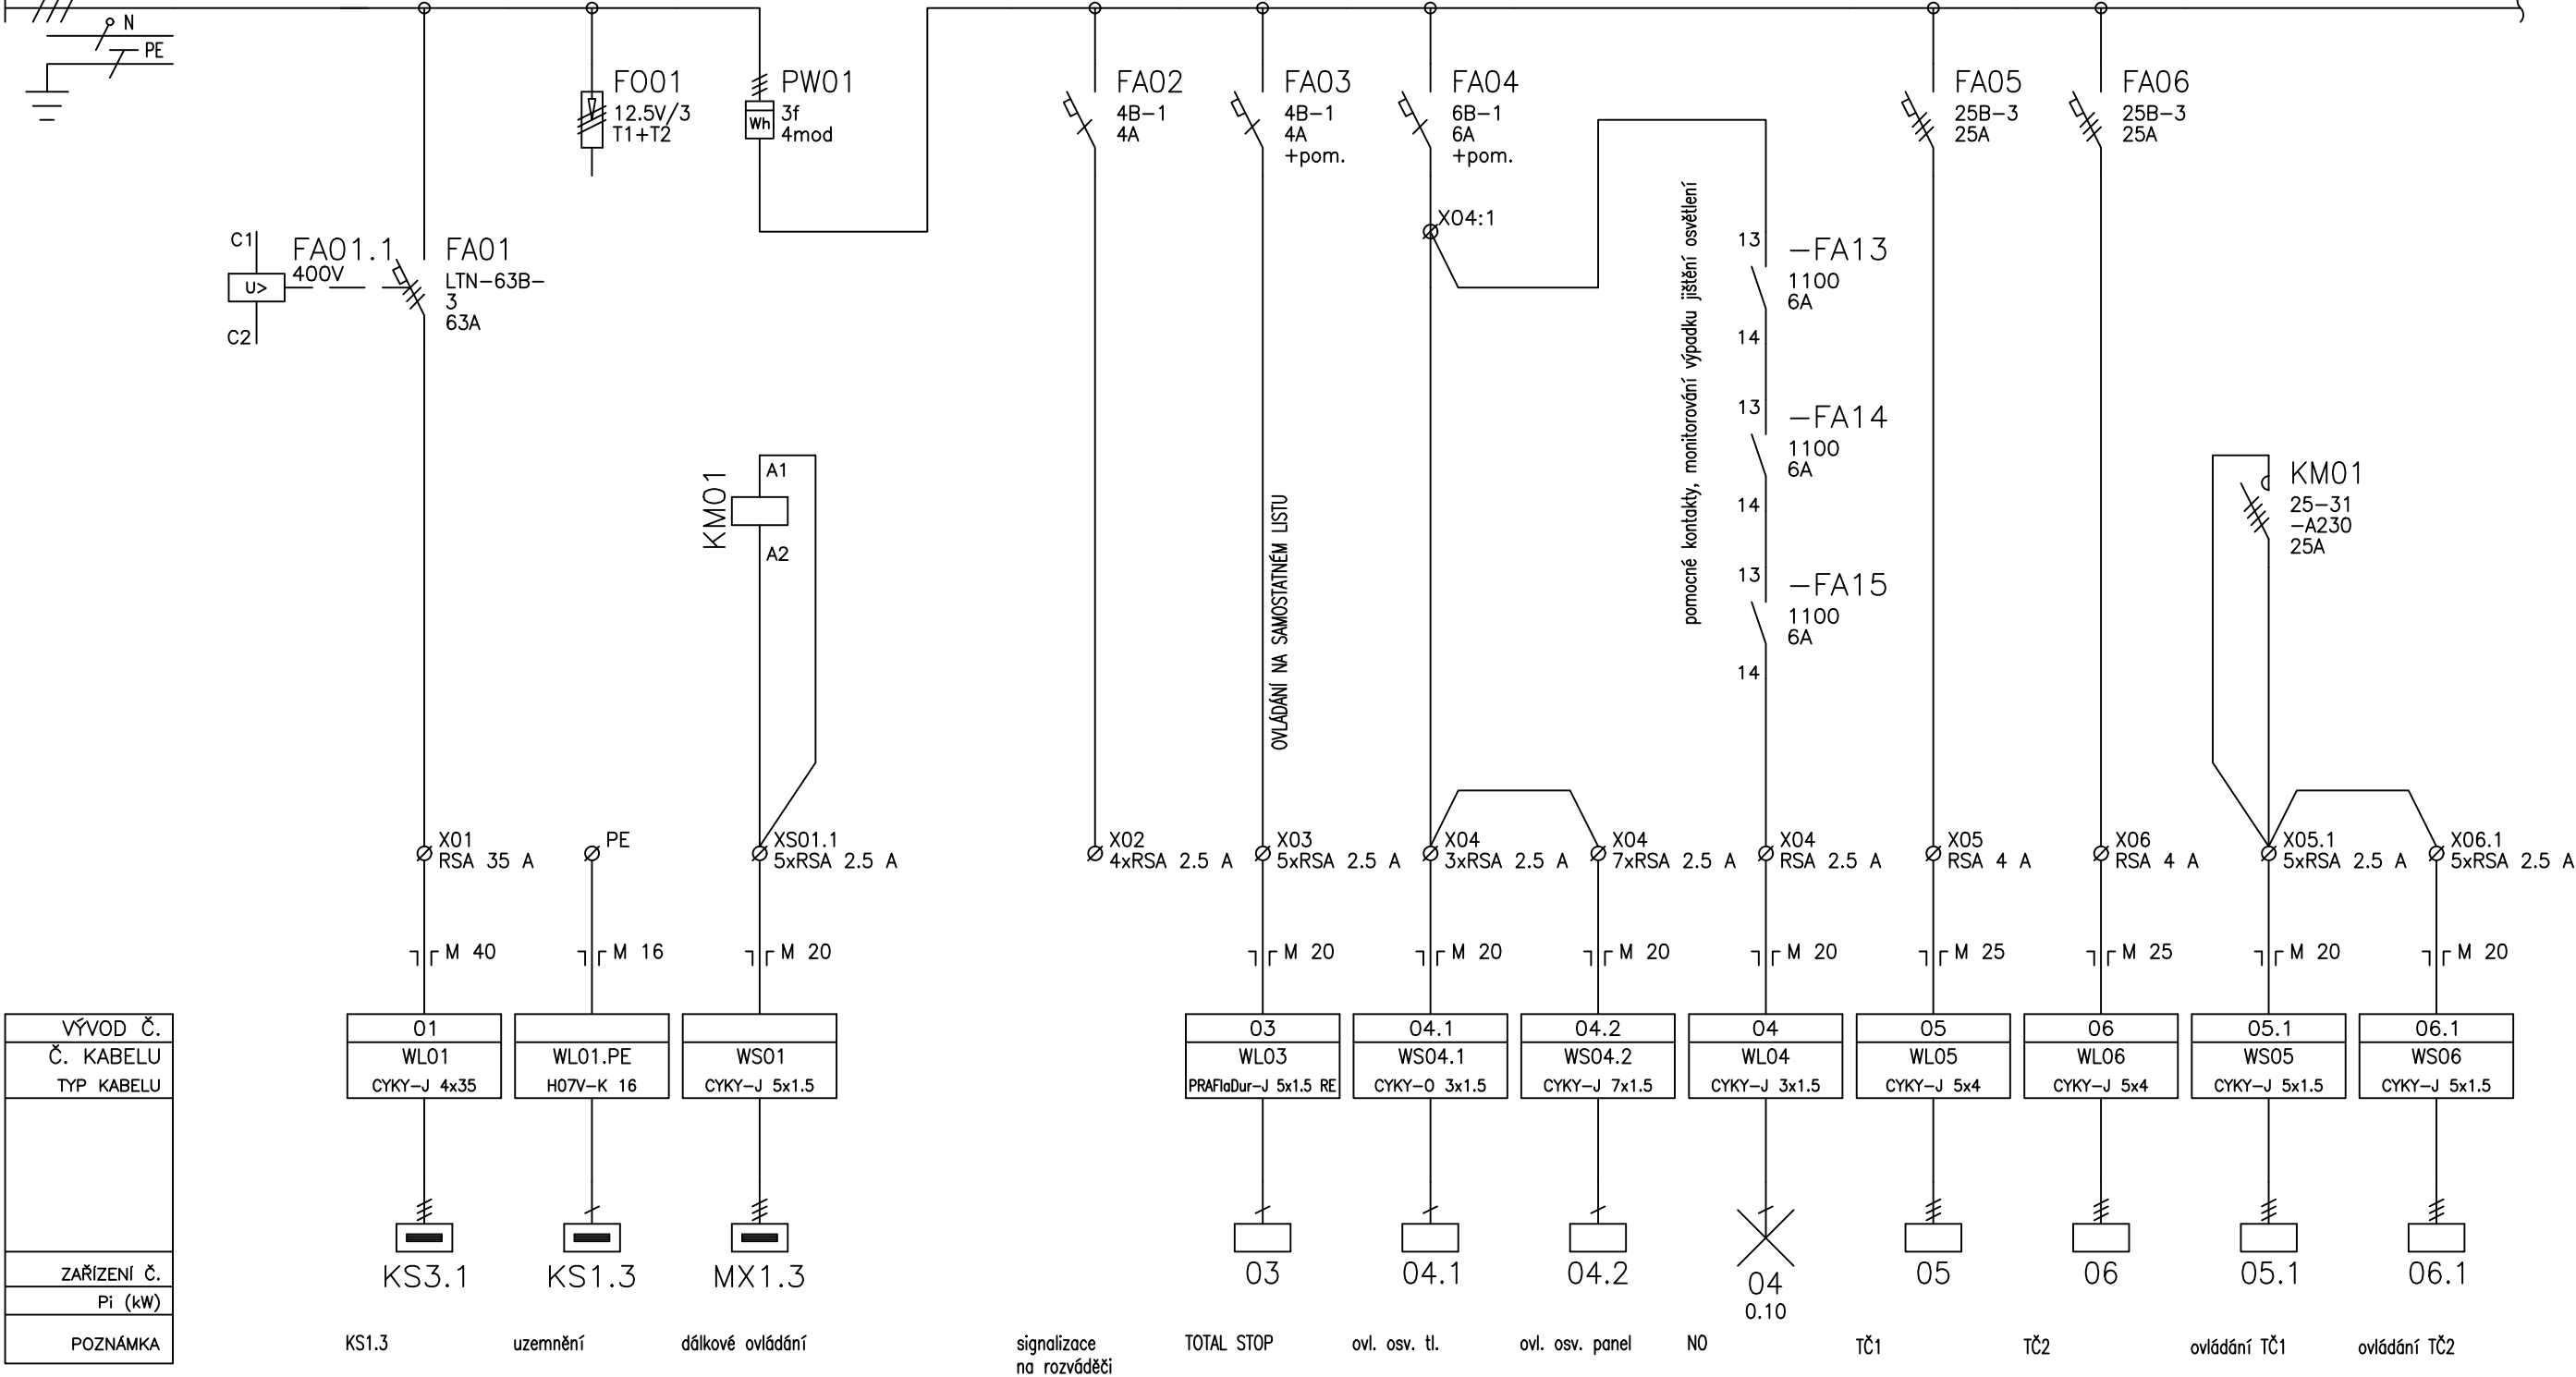 N
PE
FO01
12.5V/3
T1+T2
PW01
Wh
3f
4mod
FA02
4B-1
4A
FA03
4B-1
4A
+pom.
FA04
6B-1
6A
+pom.
FA05
25B-3
25A
FA06
25B-3
25A
C1
U>
C2
FA01.1
400V
FA01
LTN-63B-
3
63A
X04:1
pomocné kontakty, monitorování výpadku jištění osvětlení
13
-FA13
1100
6A
14
13
-FA14
1100
6A
14
13
-FA15
1100
6A
14
KM01
A1
A2
OVLÁDÁNÍ NA SAMOSTATNÉM LISTU
KM01
25-31
-A230
25A
X01
RSA 35 A
PE
XS01.1
5xRSA 2.5 A
X02
4xRSA 2.5 A
X03
5xRSA 2.5 A
X04
3xRSA 2.5 A
X04
7xRSA 2.5 A
X04
RSA 2.5 A
X05
RSA 4 A
X06
RSA 4 A
X05.1
5xRSA 2.5 A
X06.1
5xRSA 2.5 A
M 40 M 16 M 20 M 20 M 20 M 20 M 20 M 25 M 25 M 20 M 20
VÝVOD Č. 01 03 04.1 04.2 04 05 06 05.1 06.1
Č. KABELU WL01 WL01.PE WS01 WL03 WS04.1 WS04.2 WL04 WL05 WL06 WS05 WS06
TYP KABELU CYKY-J 4x35 H07V-K 16 CYKY-J 5x1.5 PRAFlaDur-J 5x1.5 RE CYKY-O 3x1.5 CYKY-J 7x1.5 CYKY-J 3x1.5 CYKY-J 5x4 CYKY-J 5x4 CYKY-J 5x1.5 CYKY-J 5x1.5
ZAŘÍZENÍ Č. KS3.1 KS1.3 MX1.3 03 04.1 04.2 04 05 06 05.1 06.1
Pi (kW) 0.10
POZNÁMKA KS1.3 uzemnění dálkové ovládání signalizace TOTAL STOP ovl. osv. tl. ovl. osv. panel NO TČ1 TČ2 ovládání TČ1 ovládání TČ2
na rozváděči